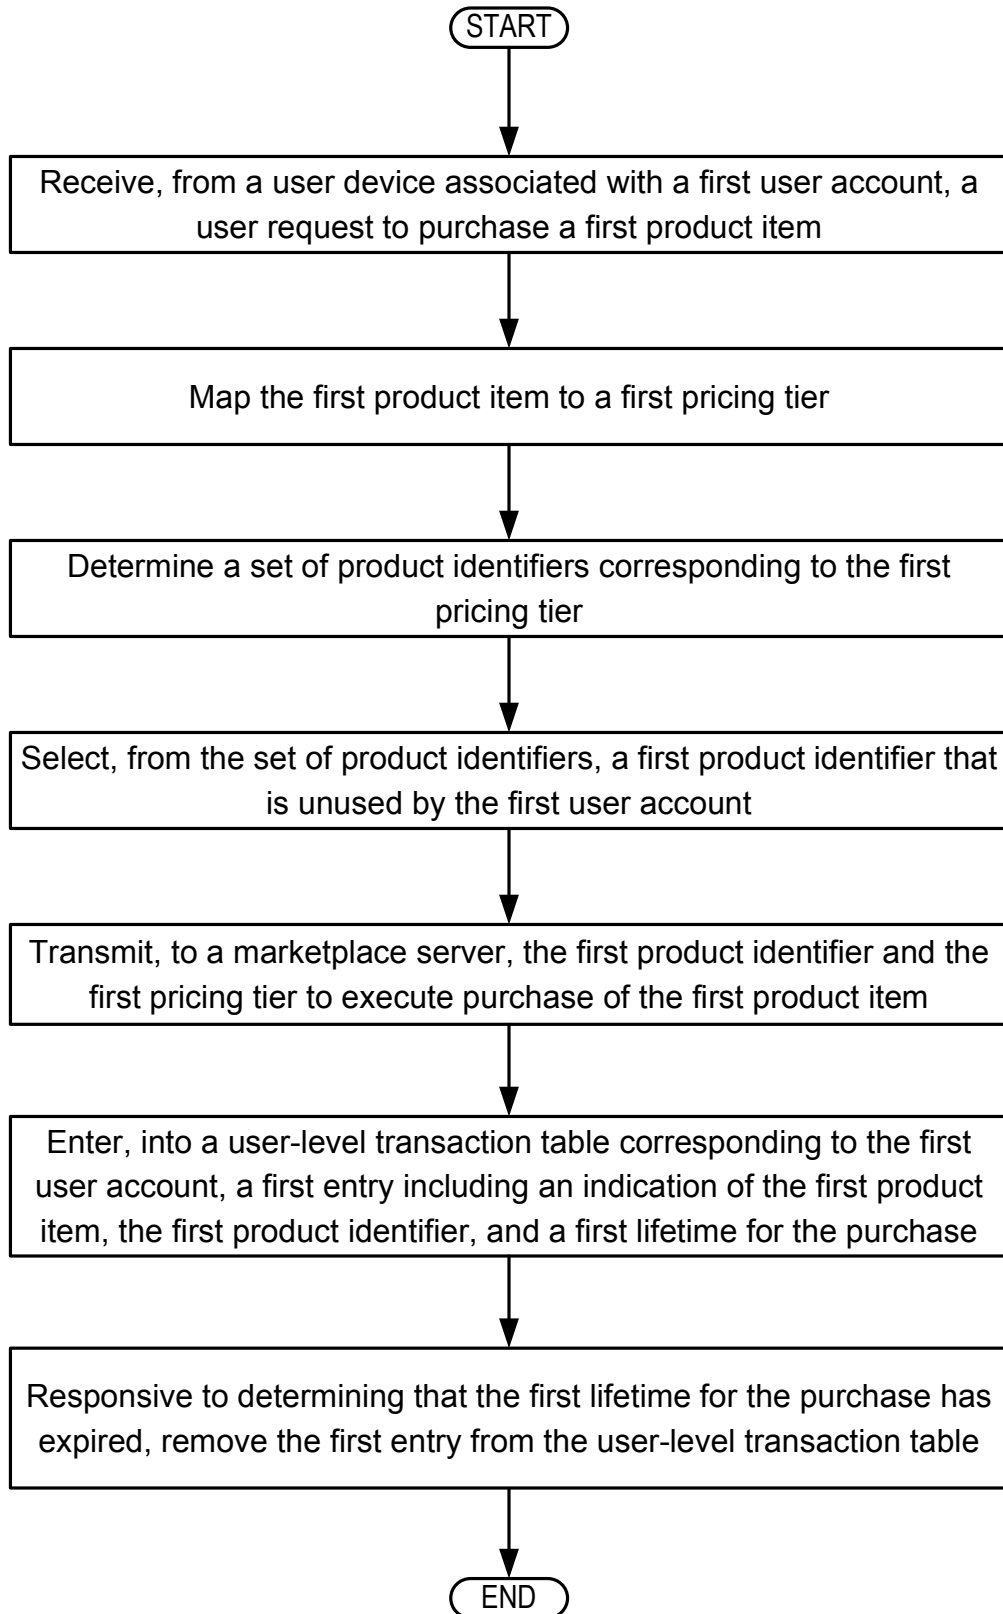 START
Receive, from a user device associated with a first user account, a
user request to purchase a first product item
Map the first product item to a first pricing tier
Determine a set of product identifiers corresponding to the first
pricing tier
Select, from the set of product identifiers, a first product identifier that
is unused by the first user account
Transmit, to a marketplace server, the first product identifier and the
first pricing tier to execute purchase of the first product item
Enter, into a user-level transaction table corresponding to the first
user account, a first entry including an indication of the first product
item, the first product identifier, and a first lifetime for the purchase
Responsive to determining that the first lifetime for the purchase has
expired, remove the first entry from the user-level transaction table
END